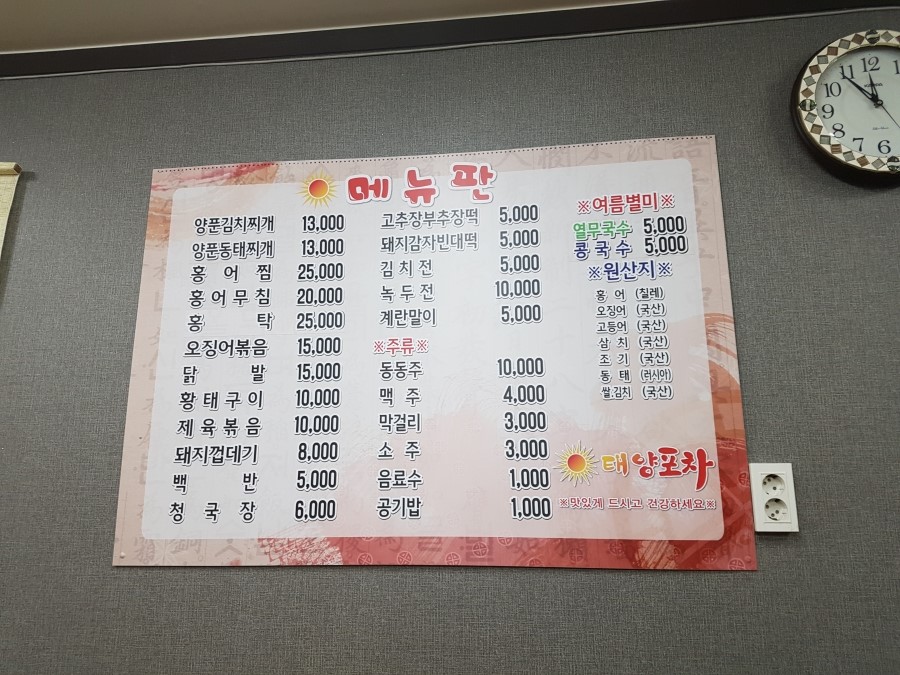 메뉴판
양푼김치찌개 13,000
양푼동태찌개 13,000
홍어찜 25,000
홍어무침 20,000
홍탁 25,000
오징어볶음 15,000
닭발 15,000
황태구이 10,000
제육볶음 10,000
돼지껍데기 8,000
백반 5,000
청국장 6,000
고추장부추장떡 5,000
돼지감자빈대떡 5,000
김치전 5,000
녹두전 10,000
계란말이 5,000
※주류※
동동주 10,000
맥주 4,000
막걸리 3,000
소주 3,000
음료수 1,000
공기밥 1,000
※여름별미※
열무국수 5,000
콩국수 5,000
※원산지※
홍어 (칠레)
오징어 (국산)
고등어 (국산)
삼치 (국산)
조기 (국산)
동태 (러시아)
쌀,김치 (국산)
태양포차
※맛있게 드시고 건강하세요※
10 11 12
9
8
7 6